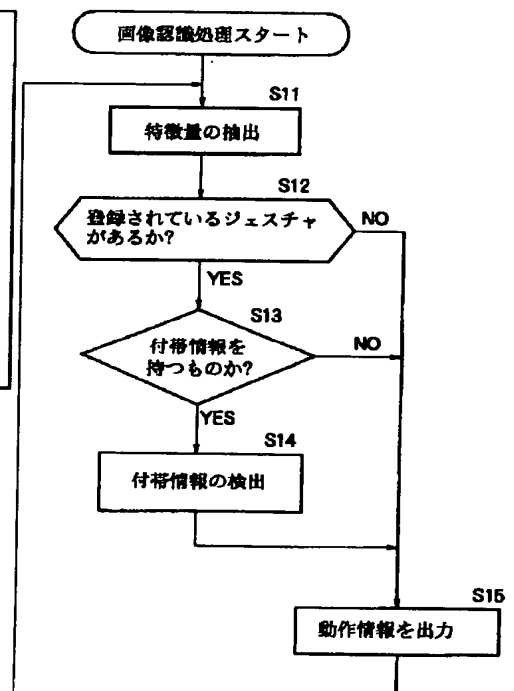 画像認識処理スタート
S11
特徴量の抽出
S12
登録されているジェスチャ
があるか?
NO
YES
S13
付帯情報を
持つものか?
NO
YES
S14
付帯情報の検出
S15
動作情報を出力